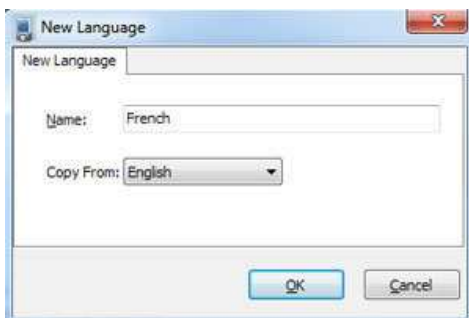 New Language
New Language
Name: French
Copy From: English
OK Cancel